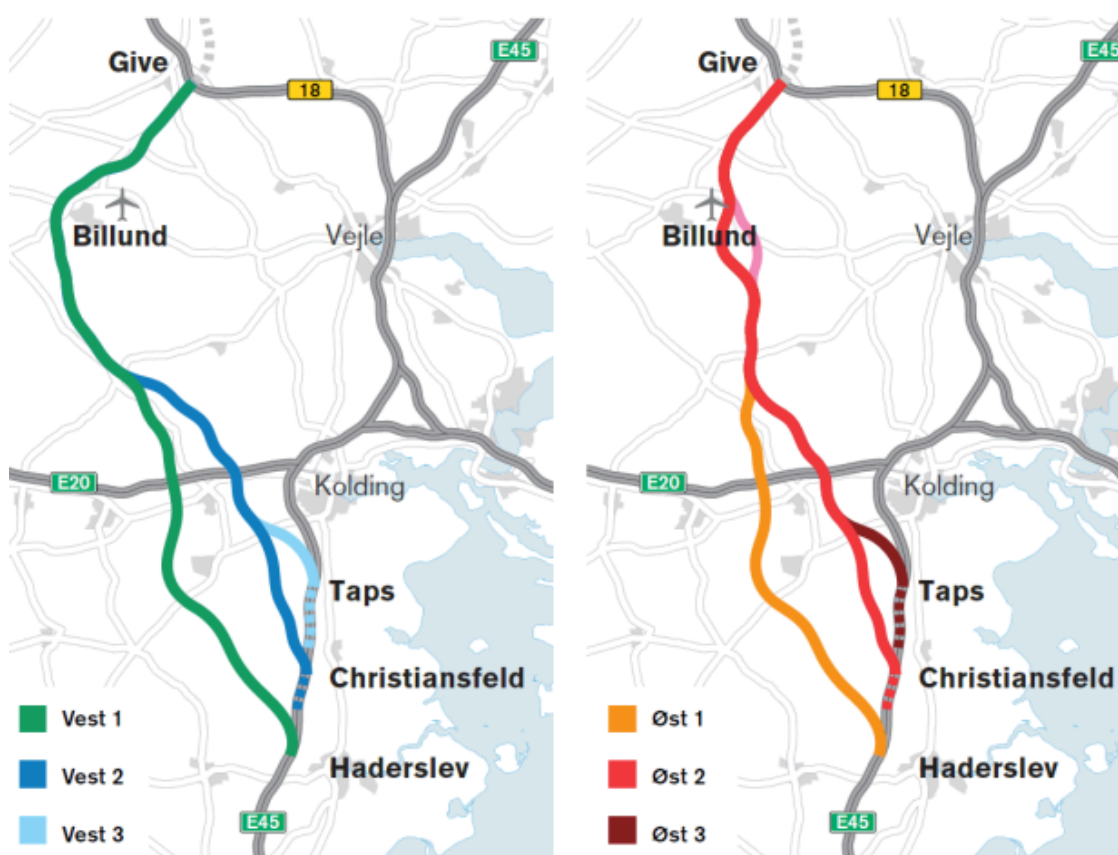 E45
Give
18
Billund
Vejle
E20
Kolding
Taps
Christiansfeld
Vest 1
Vest 2
Haderslev
E45
Vest 3
E45
Give
18
Billund
Vejle
E20
Kolding
Taps
Christiansfeld
Øst 1
Øst 2
Haderslev
E45
Øst 3